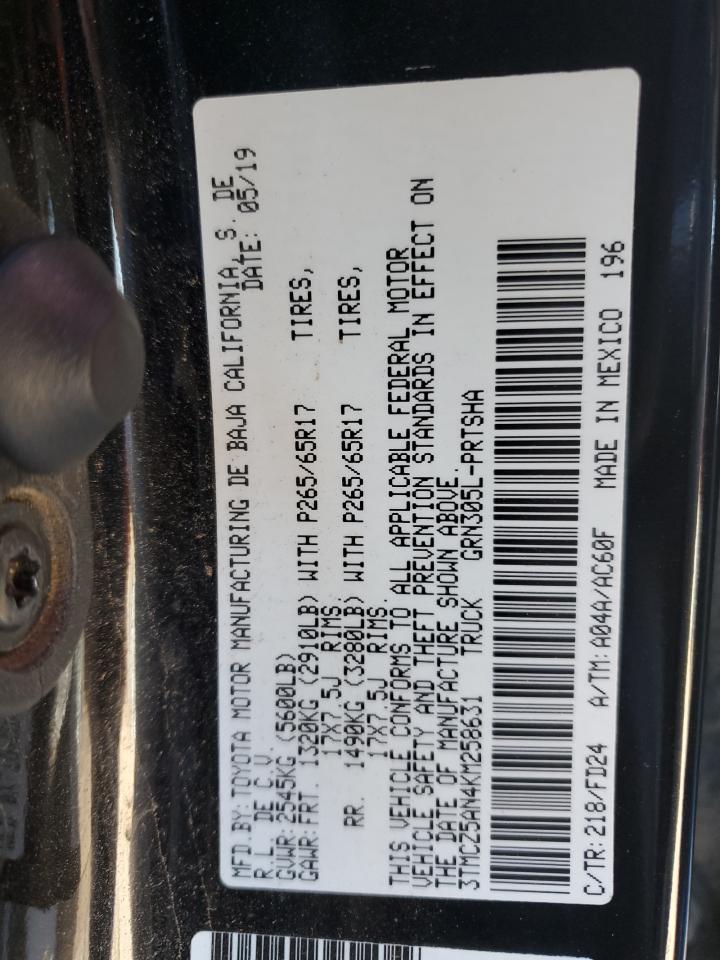 MFD.BY:TOYOTA MOTOR MANUFACTURING DE BAJA CALIFORNIA, S. DE
R.L. DE C.V. DATE: 05/19
GVWR:2545KG (5600LB)
GAWR:FRT. 1320KG (2910LB) WITH P265/65R17 TIRES,
17X7.5J RIMS.
RR. 1490KG (3280LB) WITH P265/65R17 TIRES,
17X7.5J RIMS.
THIS VEHICLE CONFORMS TO ALL APPLICABLE FEDERAL MOTOR
VEHICLE SAFETY AND THEFT PREVENTION STANDARDS IN EFFECT ON
THE DATE OF MANUFACTURE SHOWN ABOVE.
3TMCZ5AN4KM258631 TRUCK GRN305L-PRTSHA
C/TR:218/FD24 A/TM:A04A/AC60F MADE IN MEXICO 196